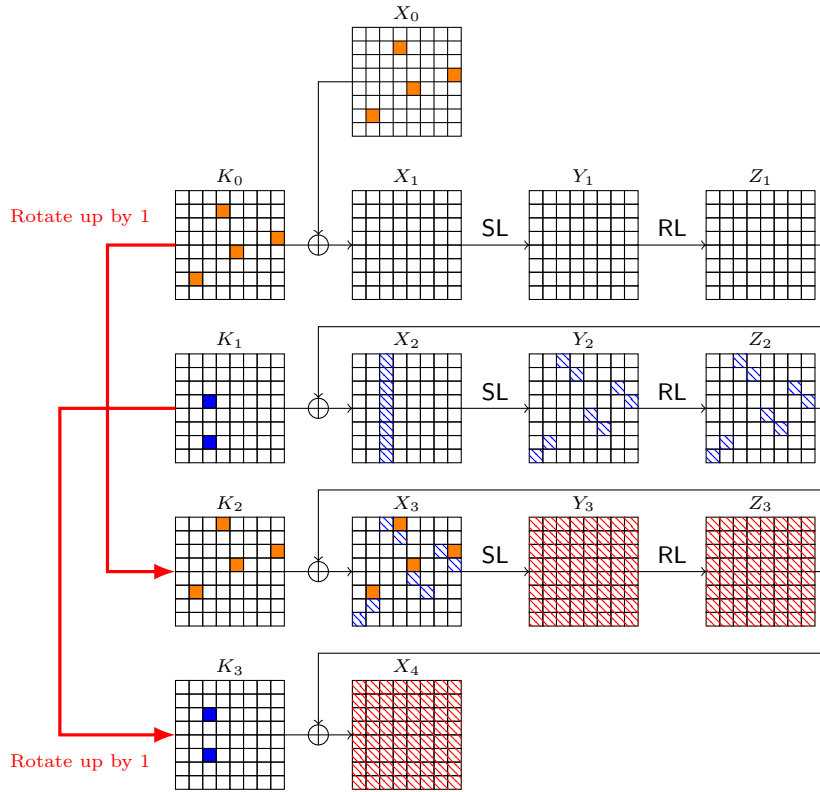 X₀
K₀ X₁ Y₁ Z₁
Rotate up by 1
SL RL
K₁ X₂ Y₂ Z₂
SL RL
K₂ X₃ Y₃ Z₃
SL RL
K₃ X₄
Rotate up by 1